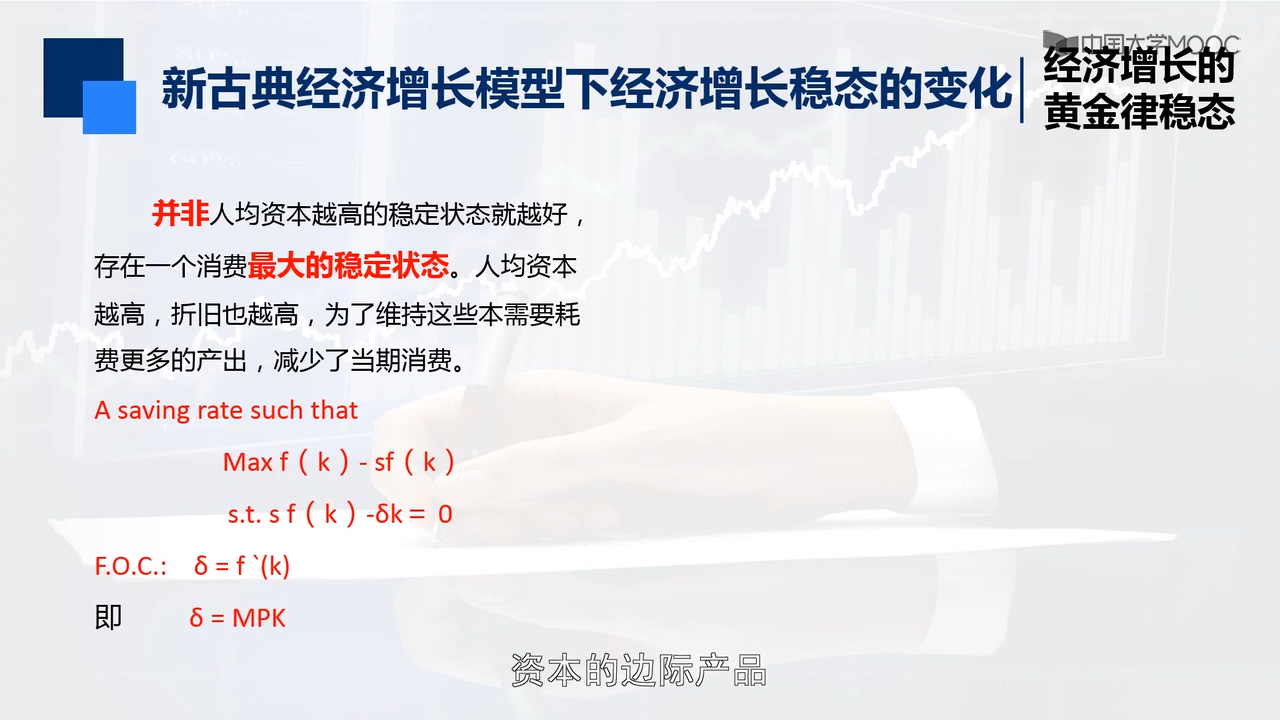 中国大学MOOC
新古典经济增长模型下经济增长稳态的变化
经济增长的
黄金律稳态
并非人均资本越高的稳定状态就越好，
存在一个消费最大的稳定状态。人均资本
越高，折旧也越高，为了维持这些本需要耗
费更多的产出，减少了当期消费。
A saving rate such that
Max f（k）- sf（k）
s.t. s f（k）-δk＝ 0
F.O.C.: δ = f `(k)
即 δ = MPK
资本的边际产品